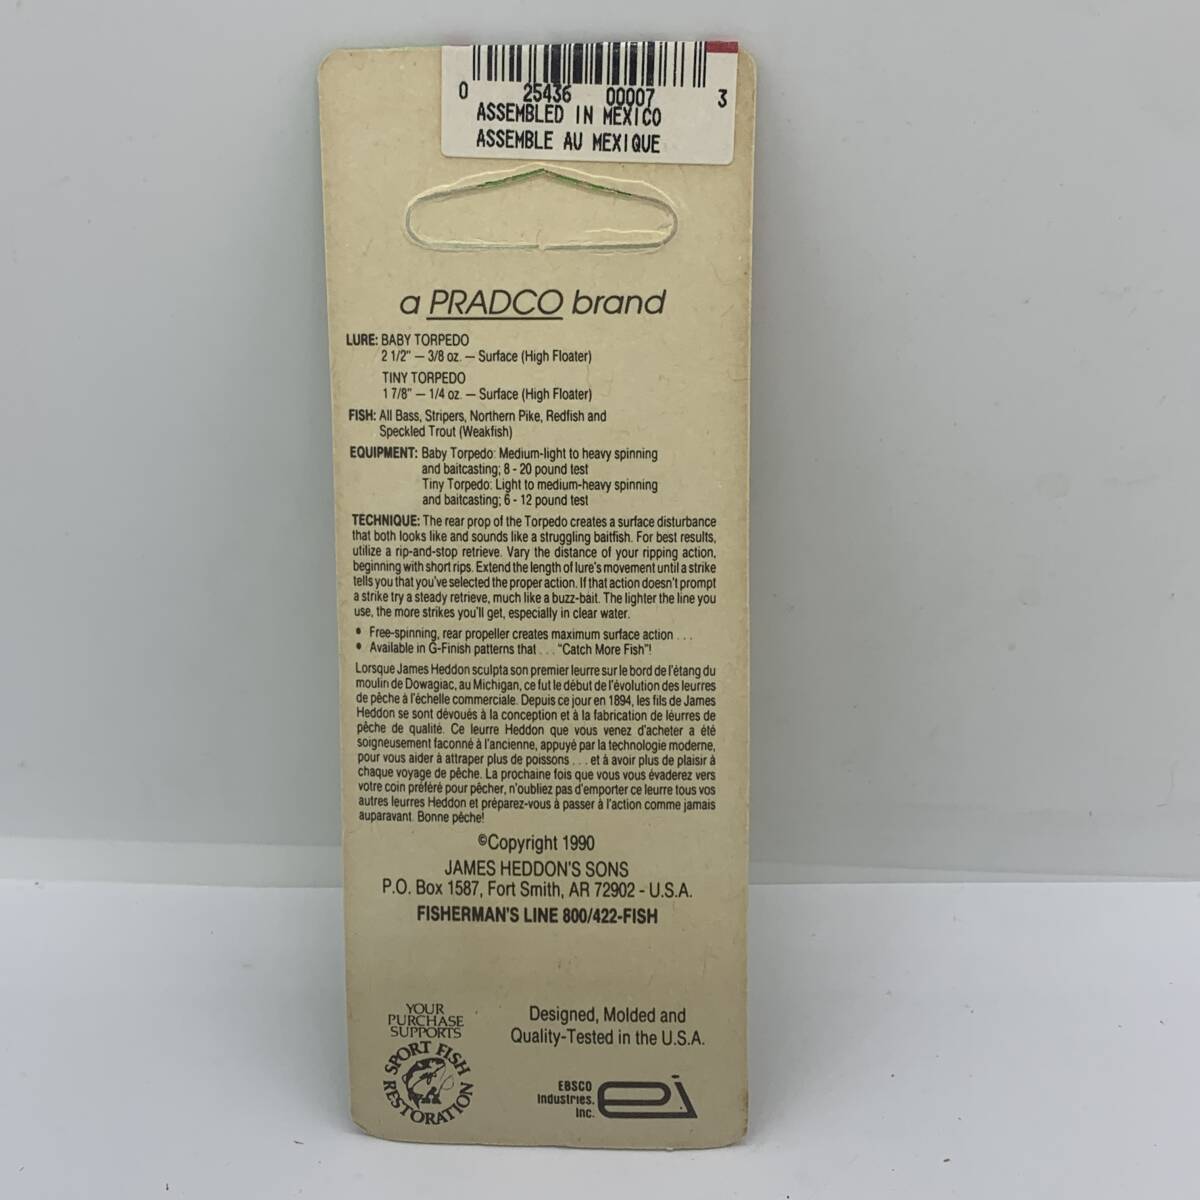 0 25436 00007 3
ASSEMBLED IN MEXICO
ASSEMBLE AU MEXIQUE
a PRADCO brand
LURE: BABY TORPEDO
2 1/2" — 3/8 oz. — Surface (High Floater)
TINY TORPEDO
1 7/8" — 1/4 oz. — Surface (High Floater)
FISH: All Bass, Stripers, Northern Pike, Redfish and
Speckled Trout (Weakfish)
EQUIPMENT: Baby Torpedo: Medium-light to heavy spinning
and baitcasting; 8 - 20 pound test
Tiny Torpedo: Light to medium-heavy spinning
and baitcasting; 6 - 12 pound test
TECHNIQUE: The rear prop of the Torpedo creates a surface disturbance
that both looks like and sounds like a struggling baitfish. For best results,
utilize a rip-and-stop retrieve. Vary the distance of your ripping action,
beginning with short rips. Extend the length of lure's movement until a strike
tells you that you've selected the proper action. If that action doesn't prompt
a strike try a steady retrieve, much like a buzz-bait. The lighter the line you
use, the more strikes you'll get, especially in clear water.
• Free-spinning, rear propeller creates maximum surface action . . .
• Available in G-Finish patterns that . . . "Catch More Fish"!
Lorsque James Heddon sculpta son premier leurre sur le bord de l'étang du
moulin de Dowagiac, au Michigan, ce fut le début de l'évolution des leurres
de pêche à l'échelle commerciale. Depuis ce jour en 1894, les fils de James
Heddon se sont dévoués à la conception et à la fabrication de léurres de
pêche de qualité. Ce leurre Heddon que vous venez d'acheter a été
soigneusement faconné à l'ancienne, appuyé par la technologie moderne,
pour vous aider à attraper plus de poissons . . . et à avoir plus de plaisir à
chaque voyage de pêche. La prochaine fois que vous vous évaderez vers
votre coin préféré pour pêcher, n'oubliez pas d'emporter ce leurre tous vos
autres leurres Heddon et préparez-vous à passer à l'action comme jamais
auparavant. Bonne pêche!
©Copyright 1990
JAMES HEDDON'S SONS
P.O. Box 1587, Fort Smith, AR 72902 - U.S.A.
FISHERMAN'S LINE 800/422-FISH
YOUR
PURCHASE
SUPPORTS
SPORT FISH
RESTORATION
Designed, Molded and
Quality-Tested in the U.S.A.
EBSCO
Industries,
Inc.
ei